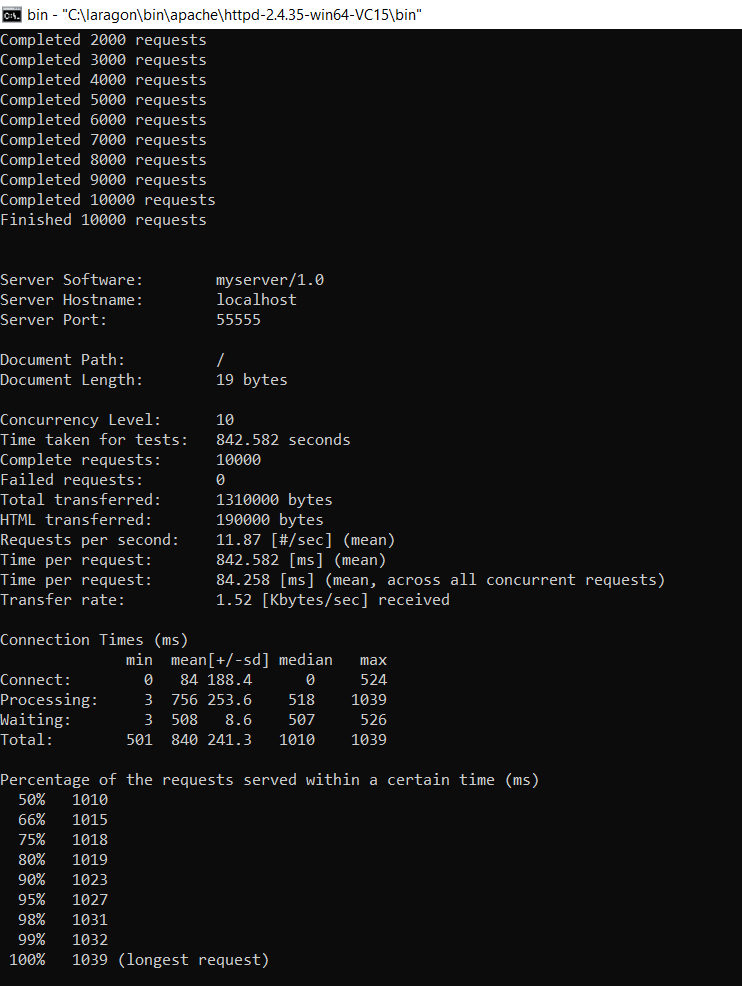 bin - "C:\laragon\bin\apache\httpd-2.4.35-win64-VC15\bin"
Completed 2000 requests
Completed 3000 requests
Completed 4000 requests
Completed 5000 requests
Completed 6000 requests
Completed 7000 requests
Completed 8000 requests
Completed 9000 requests
Completed 10000 requests
Finished 10000 requests
Server Software:        myserver/1.0
Server Hostname:        localhost
Server Port:            55555
Document Path:          /
Document Length:        19 bytes
Concurrency Level:      10
Time taken for tests:   842.582 seconds
Complete requests:      10000
Failed requests:        0
Total transferred:      1310000 bytes
HTML transferred:       190000 bytes
Requests per second:    11.87 [#/sec] (mean)
Time per request:       842.582 [ms] (mean)
Time per request:       84.258 [ms] (mean, across all concurrent requests)
Transfer rate:          1.52 [Kbytes/sec] received
Connection Times (ms)
              min  mean[+/-sd] median   max
Connect:        0   84 188.4      0     524
Processing:     3  756 253.6    518    1039
Waiting:        3  508   8.6    507     526
Total:        501  840 241.3   1010    1039
Percentage of the requests served within a certain time (ms)
  50%   1010
  66%   1015
  75%   1018
  80%   1019
  90%   1023
  95%   1027
  98%   1031
  99%   1032
 100%   1039 (longest request)